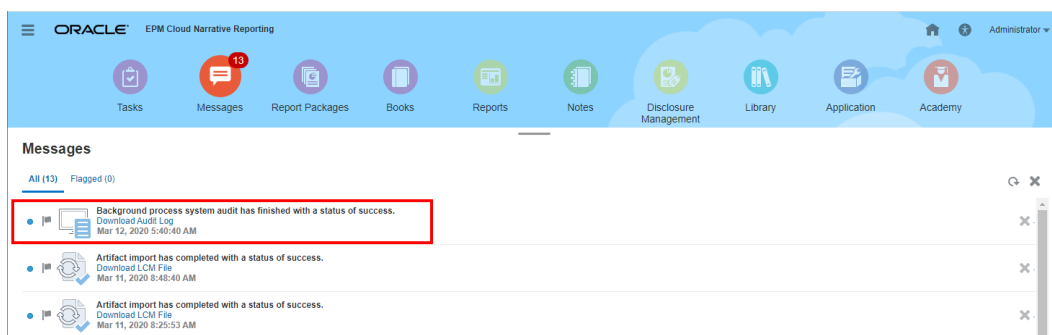 ORACLE® EPM Cloud Narrative Reporting Administrator
13
Tasks Messages Report Packages Books Reports Notes Disclosure Management Library Application Academy
Messages
All (13) Flagged (0)
Background process system audit has finished with a status of success.
Download Audit Log
Mar 12, 2020 5:40:40 AM
Artifact import has completed with a status of success.
Download LCM File
Mar 11, 2020 8:48:40 AM
Artifact import has completed with a status of success.
Download LCM File
Mar 11, 2020 8:25:53 AM